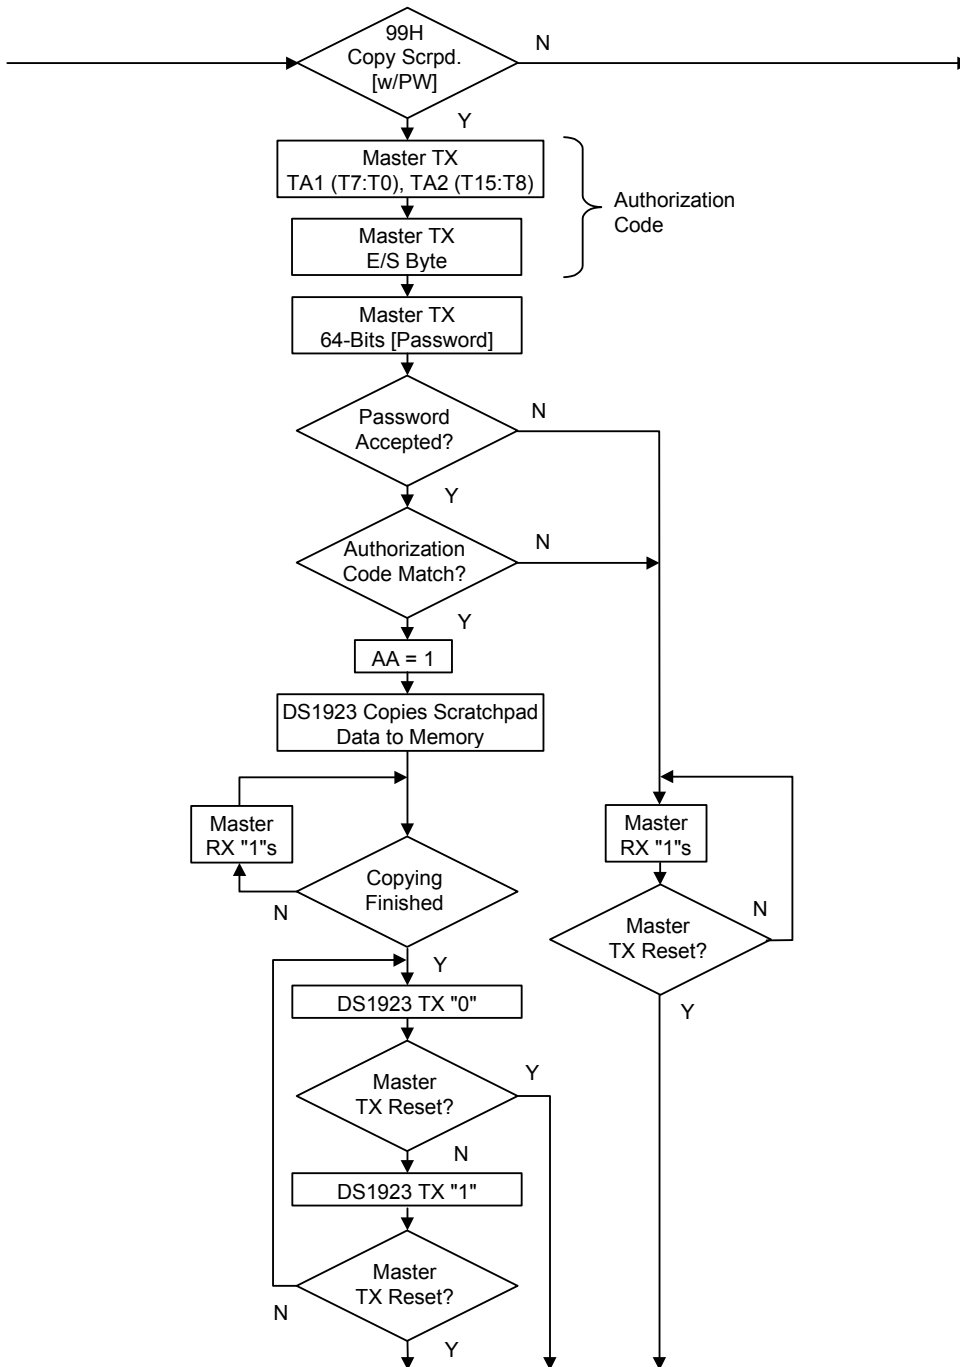 99H
Copy Scrpd.
[w/PW]
N
Y
Master TX
TA1 (T7:T0), TA2 (T15:T8)
Authorization
Code
Master TX
E/S Byte
Master TX
64-Bits [Password]
Password
Accepted?
N
Y
Authorization
Code Match?
N
Y
AA = 1
DS1923 Copies Scratchpad
Data to Memory
Master
RX "1"s
Copying
Finished
N
Y
Master
RX "1"s
Master
TX Reset?
N
Y
DS1923 TX "0"
Master
TX Reset?
Y
N
DS1923 TX "1"
Master
TX Reset?
N
Y